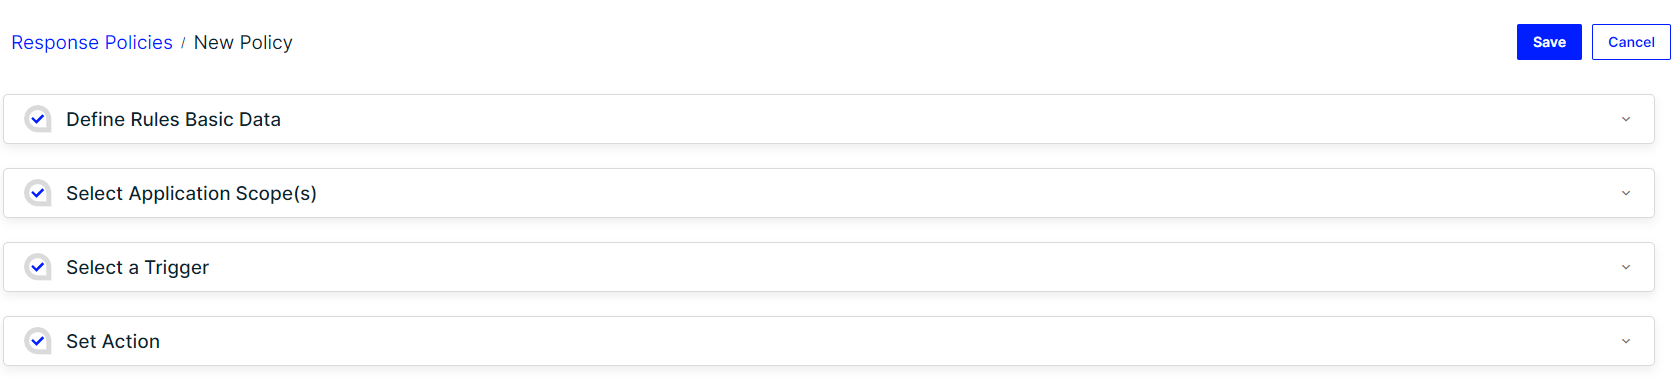 Response Policies / New Policy
Save
Cancel
Define Rules Basic Data
Select Application Scope(s)
Select a Trigger
Set Action